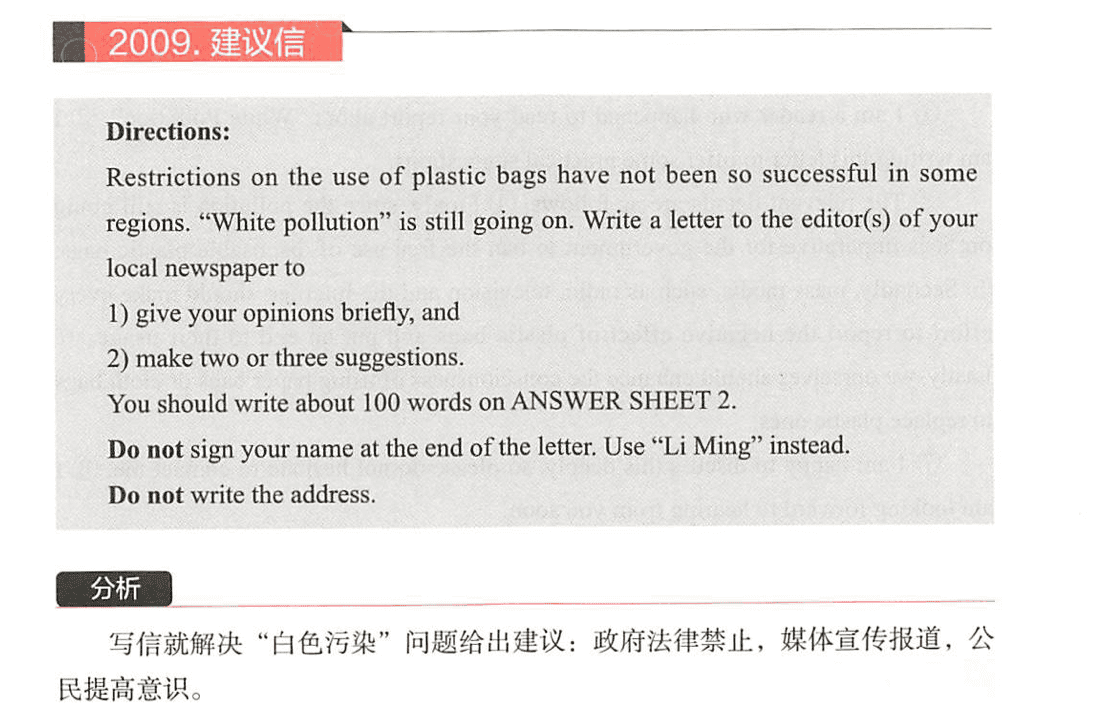 2009. 建议信
Directions:
Restrictions on the use of plastic bags have not been so successful in some
regions. “White pollution” is still going on. Write a letter to the editor(s) of your
local newspaper to
1) give your opinions briefly, and
2) make two or three suggestions.
You should write about 100 words on ANSWER SHEET 2.
Do not sign your name at the end of the letter. Use “Li Ming” instead.
Do not write the address.
分析
写信就解决“白色污染”问题给出建议：政府法律禁止，媒体宣传报道，公
民提高意识。